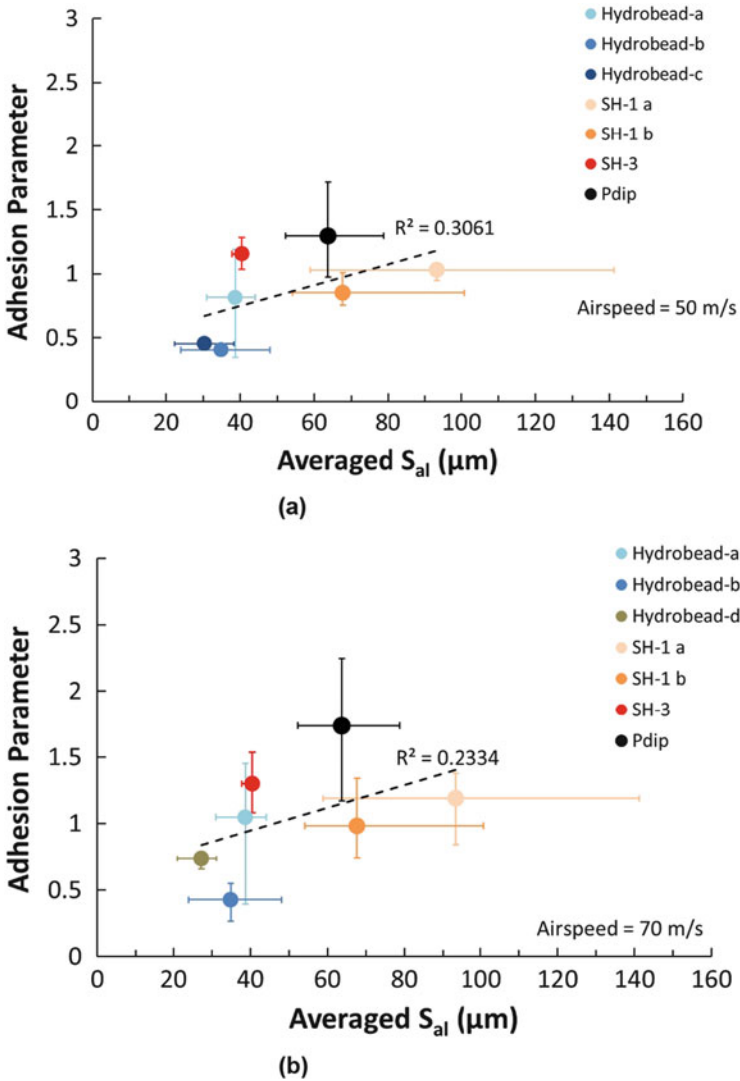 3
2.5
2
1.5
1
0.5
0
Adhesion Parameter
Hydrobead-a
Hydrobead-b
Hydrobead-c
SH-1 a
SH-1 b
SH-3
Pdip
R² = 0.3061
Airspeed = 50 m/s
0 20 40 60 80 100 120 140 160
Averaged Sal (µm)
(a)
3
2.5
2
1.5
1
0.5
0
Adhesion Parameter
Hydrobead-a
Hydrobead-b
Hydrobead-d
SH-1 a
SH-1 b
SH-3
Pdip
R² = 0.2334
Airspeed = 70 m/s
0 20 40 60 80 100 120 140 160
Averaged Sal (µm)
(b)